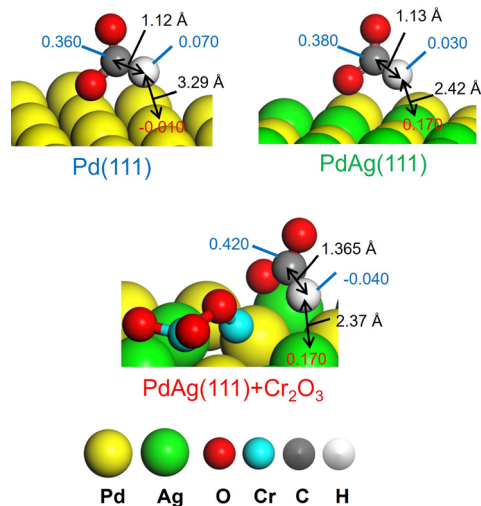 1.12 Å
0.360
0.070
3.29 Å
-0.010
Pd(111)
1.13 Å
0.380
0.030
2.42 Å
0.170
PdAg(111)
0.420
1.365 Å
-0.040
2.37 Å
0.170
PdAg(111)+Cr₂O₃
Pd Ag O Cr C H